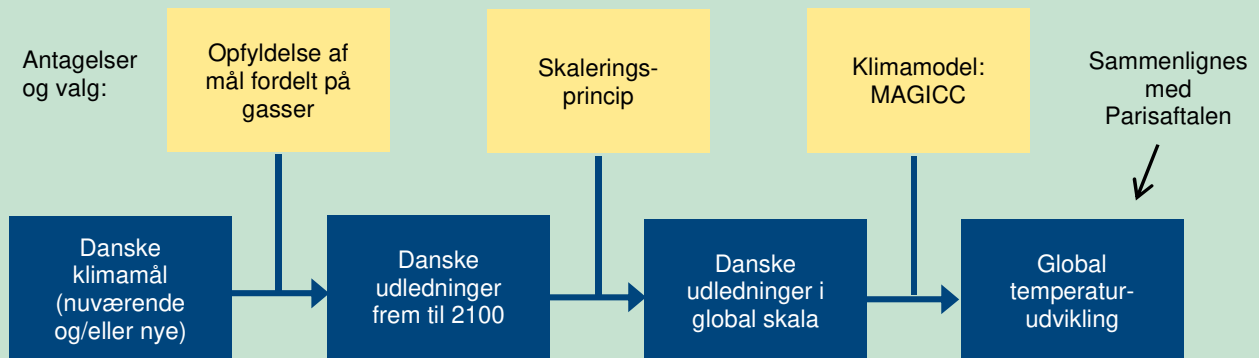 Antagelser
og valg:
Opfyldelse af
mål fordelt på
gasser
Skalerings-
princip
Klimamodel:
MAGICC
Sammenlignes
med
Parisaftalen
Danske
klimamål
(nuværende
og/eller nye)
Danske
udledninger
frem til 2100
Danske
udledninger i
global skala
Global
temperatur-
udvikling